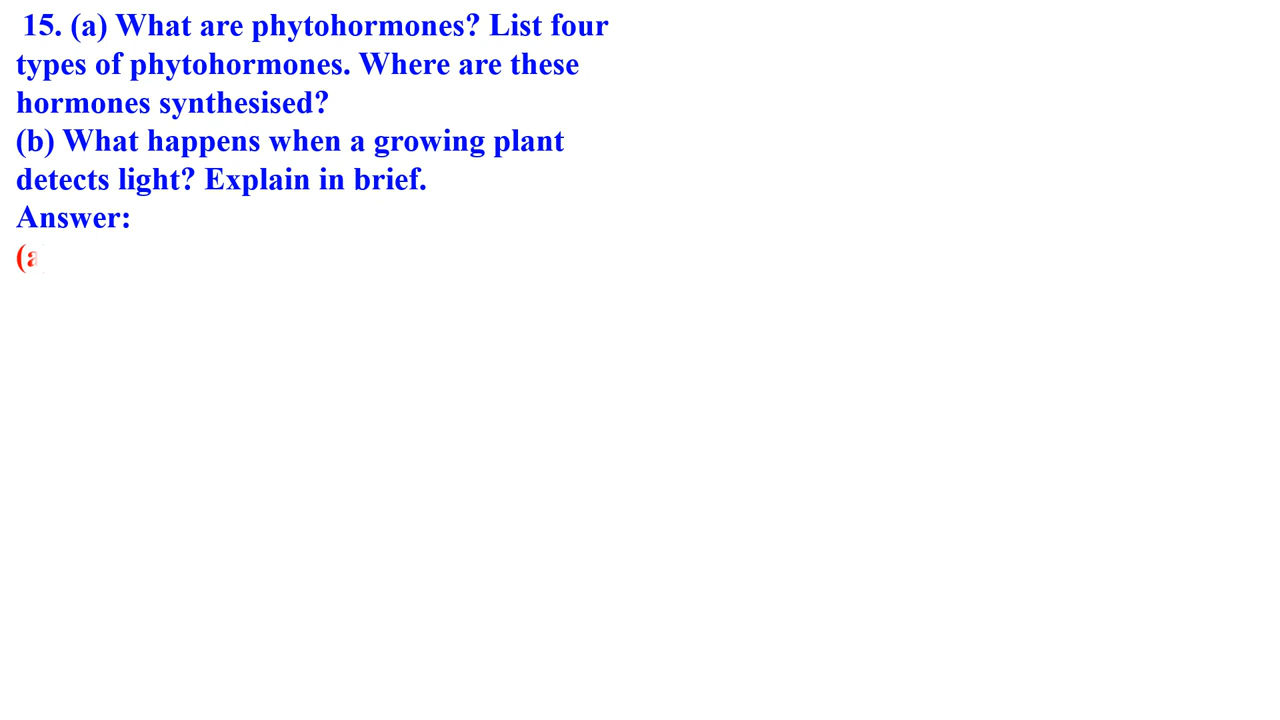 15. (a) What are phytohormones? List four
types of phytohormones. Where are these
hormones synthesised?
(b) What happens when a growing plant
detects light? Explain in brief.
Answer:
(a